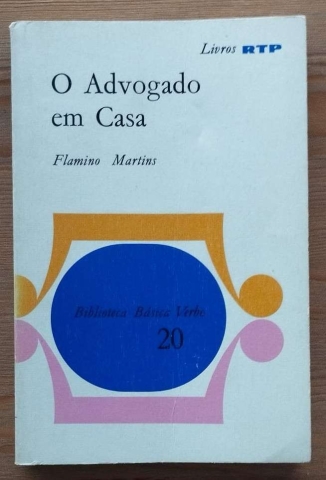 Livros RTP
O Advogado
em Casa
Flamino Martins
Biblioteca Básica Verbo
20